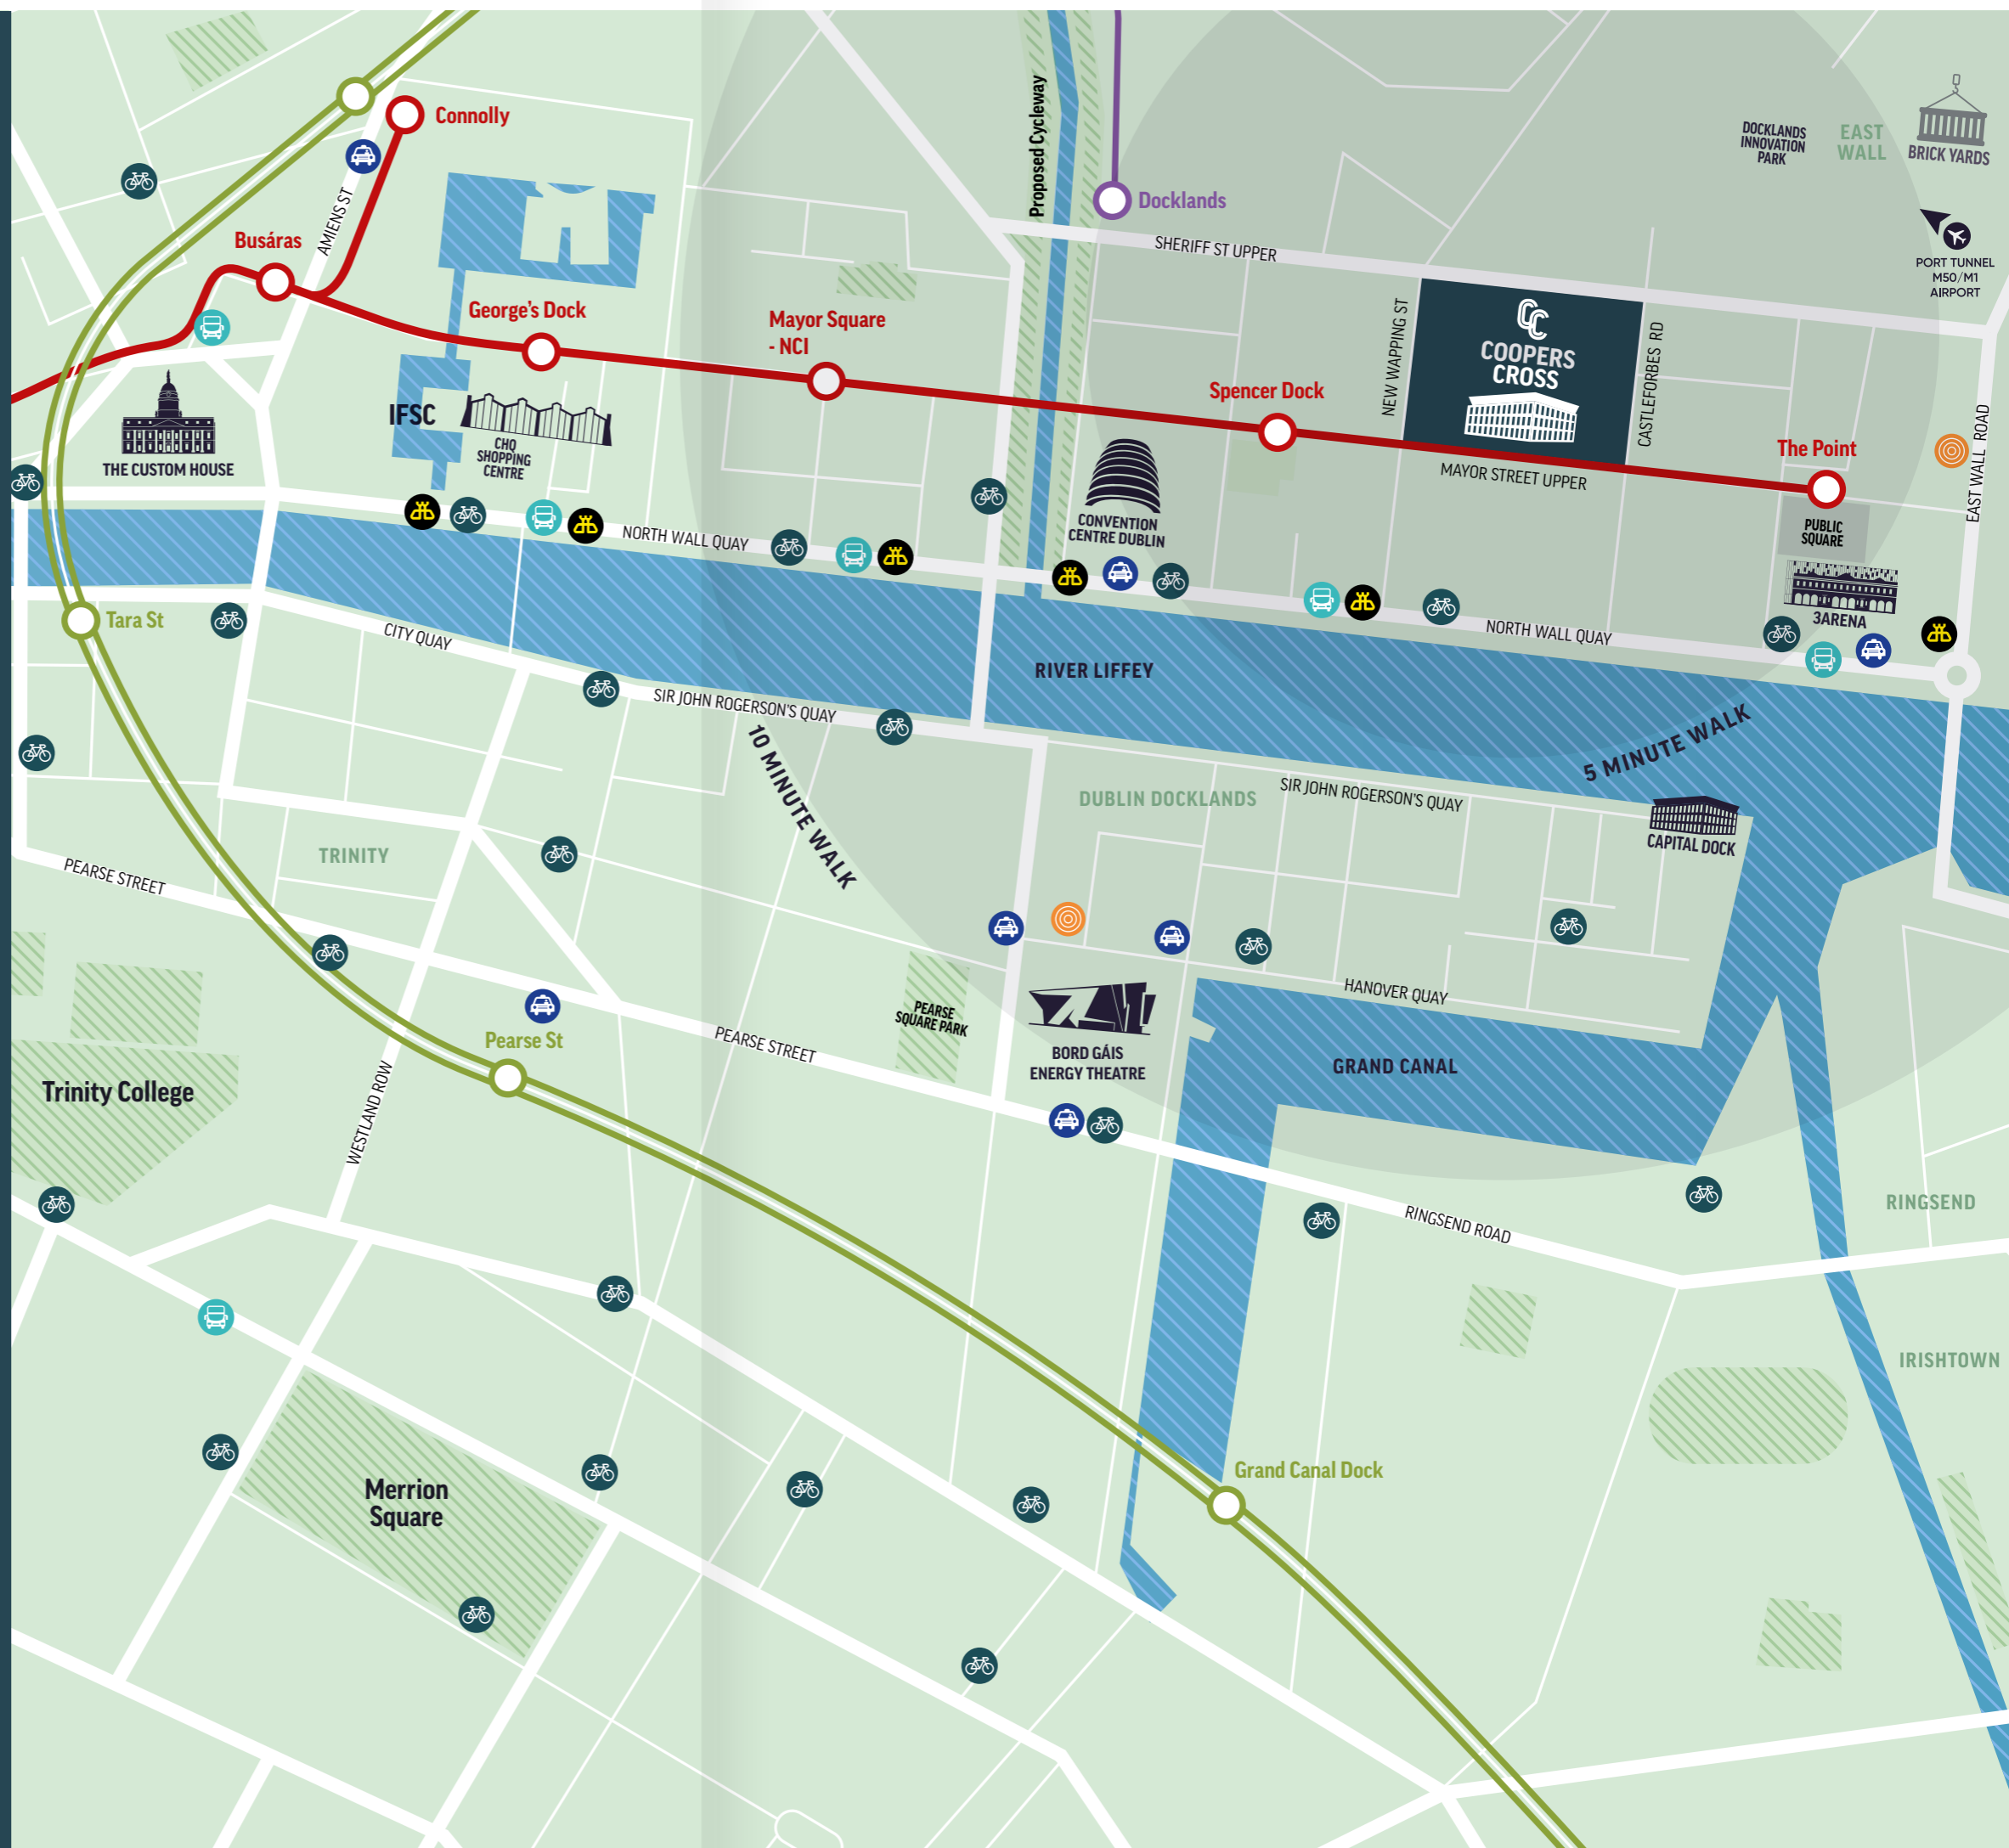 Proposed Cycleway
Docklands
DOCKLANDS
INNOVATION
PARK
EAST
WALL
BRICK YARDS
Connolly
AMIENS ST
Busáras
SHERIFF ST UPPER
PORT TUNNEL
M50/M1
AIRPORT
George's Dock
Mayor Square
- NCI
Spencer Dock
NEW WAPPING ST
CC
COOPERS
CROSS
CASTLEFORBES RD
The Point
EAST WALL ROAD
MAYOR STREET UPPER
IFSC
CHQ
SHOPPING
CENTRE
THE CUSTOM HOUSE
CONVENTION
CENTRE DUBLIN
PUBLIC
SQUARE
3ARENA
NORTH WALL QUAY
NORTH WALL QUAY
Tara St
CITY QUAY
RIVER LIFFEY
SIR JOHN ROGERSON'S QUAY
10 MINUTE WALK
5 MINUTE WALK
DUBLIN DOCKLANDS
SIR JOHN ROGERSON'S QUAY
CAPITAL DOCK
TRINITY
PEARSE STREET
PEARSE
SQUARE PARK
HANOVER QUAY
Pearse St
PEARSE STREET
BORD GÁIS
ENERGY THEATRE
GRAND CANAL
Trinity College
WESTLAND ROW
RINGSEND ROAD
RINGSEND
IRISHTOWN
Merrion
Square
Grand Canal Dock